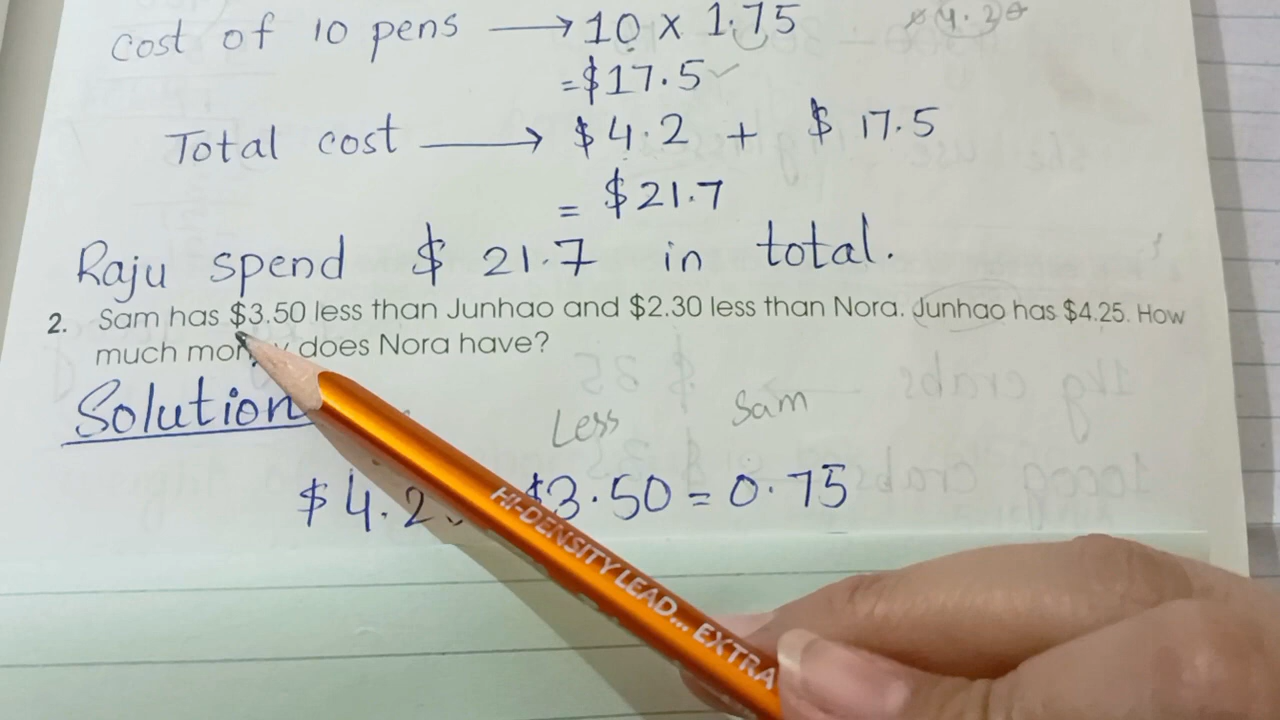 Cost of 10 pens → 10 x 1.75
= $17.5 ✓
Total cost → $4.2 + $17.5
= $21.7
Raju spend $21.7 in total.
2. Sam has $3.50 less than Junhao and $2.30 less than Nora. Junhao has $4.25. How
much money does Nora have?
Solution
Less Sam
$4.2 $3.50 = 0.75
HI-DENSITY LEAD... EXTRA